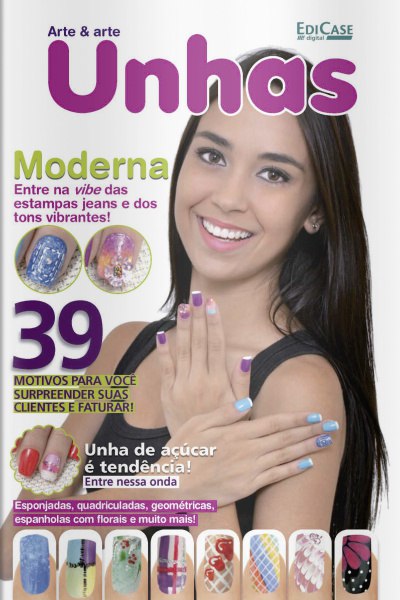 Arte & arte
EDICASE
digital
Unhas
Moderna
Entre na vibe das
estampas jeans e dos
tons vibrantes!
39
MOTIVOS PARA VOCÊ
SURPREENDER SUAS
CLIENTES E FATURAR!
Unha de açúcar
é tendência!
Entre nessa onda
Esponjadas, quadriculadas, geométricas,
espanholas com florais e muito mais!